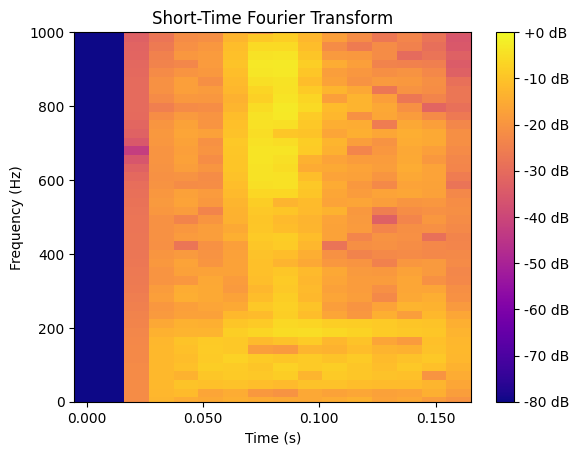 Short-Time Fourier Transform
1000
800
600
400
200
0
Frequency (Hz)
0.000
0.050
0.100
0.150
Time (s)
+0 dB
-10 dB
-20 dB
-30 dB
-40 dB
-50 dB
-60 dB
-70 dB
-80 dB